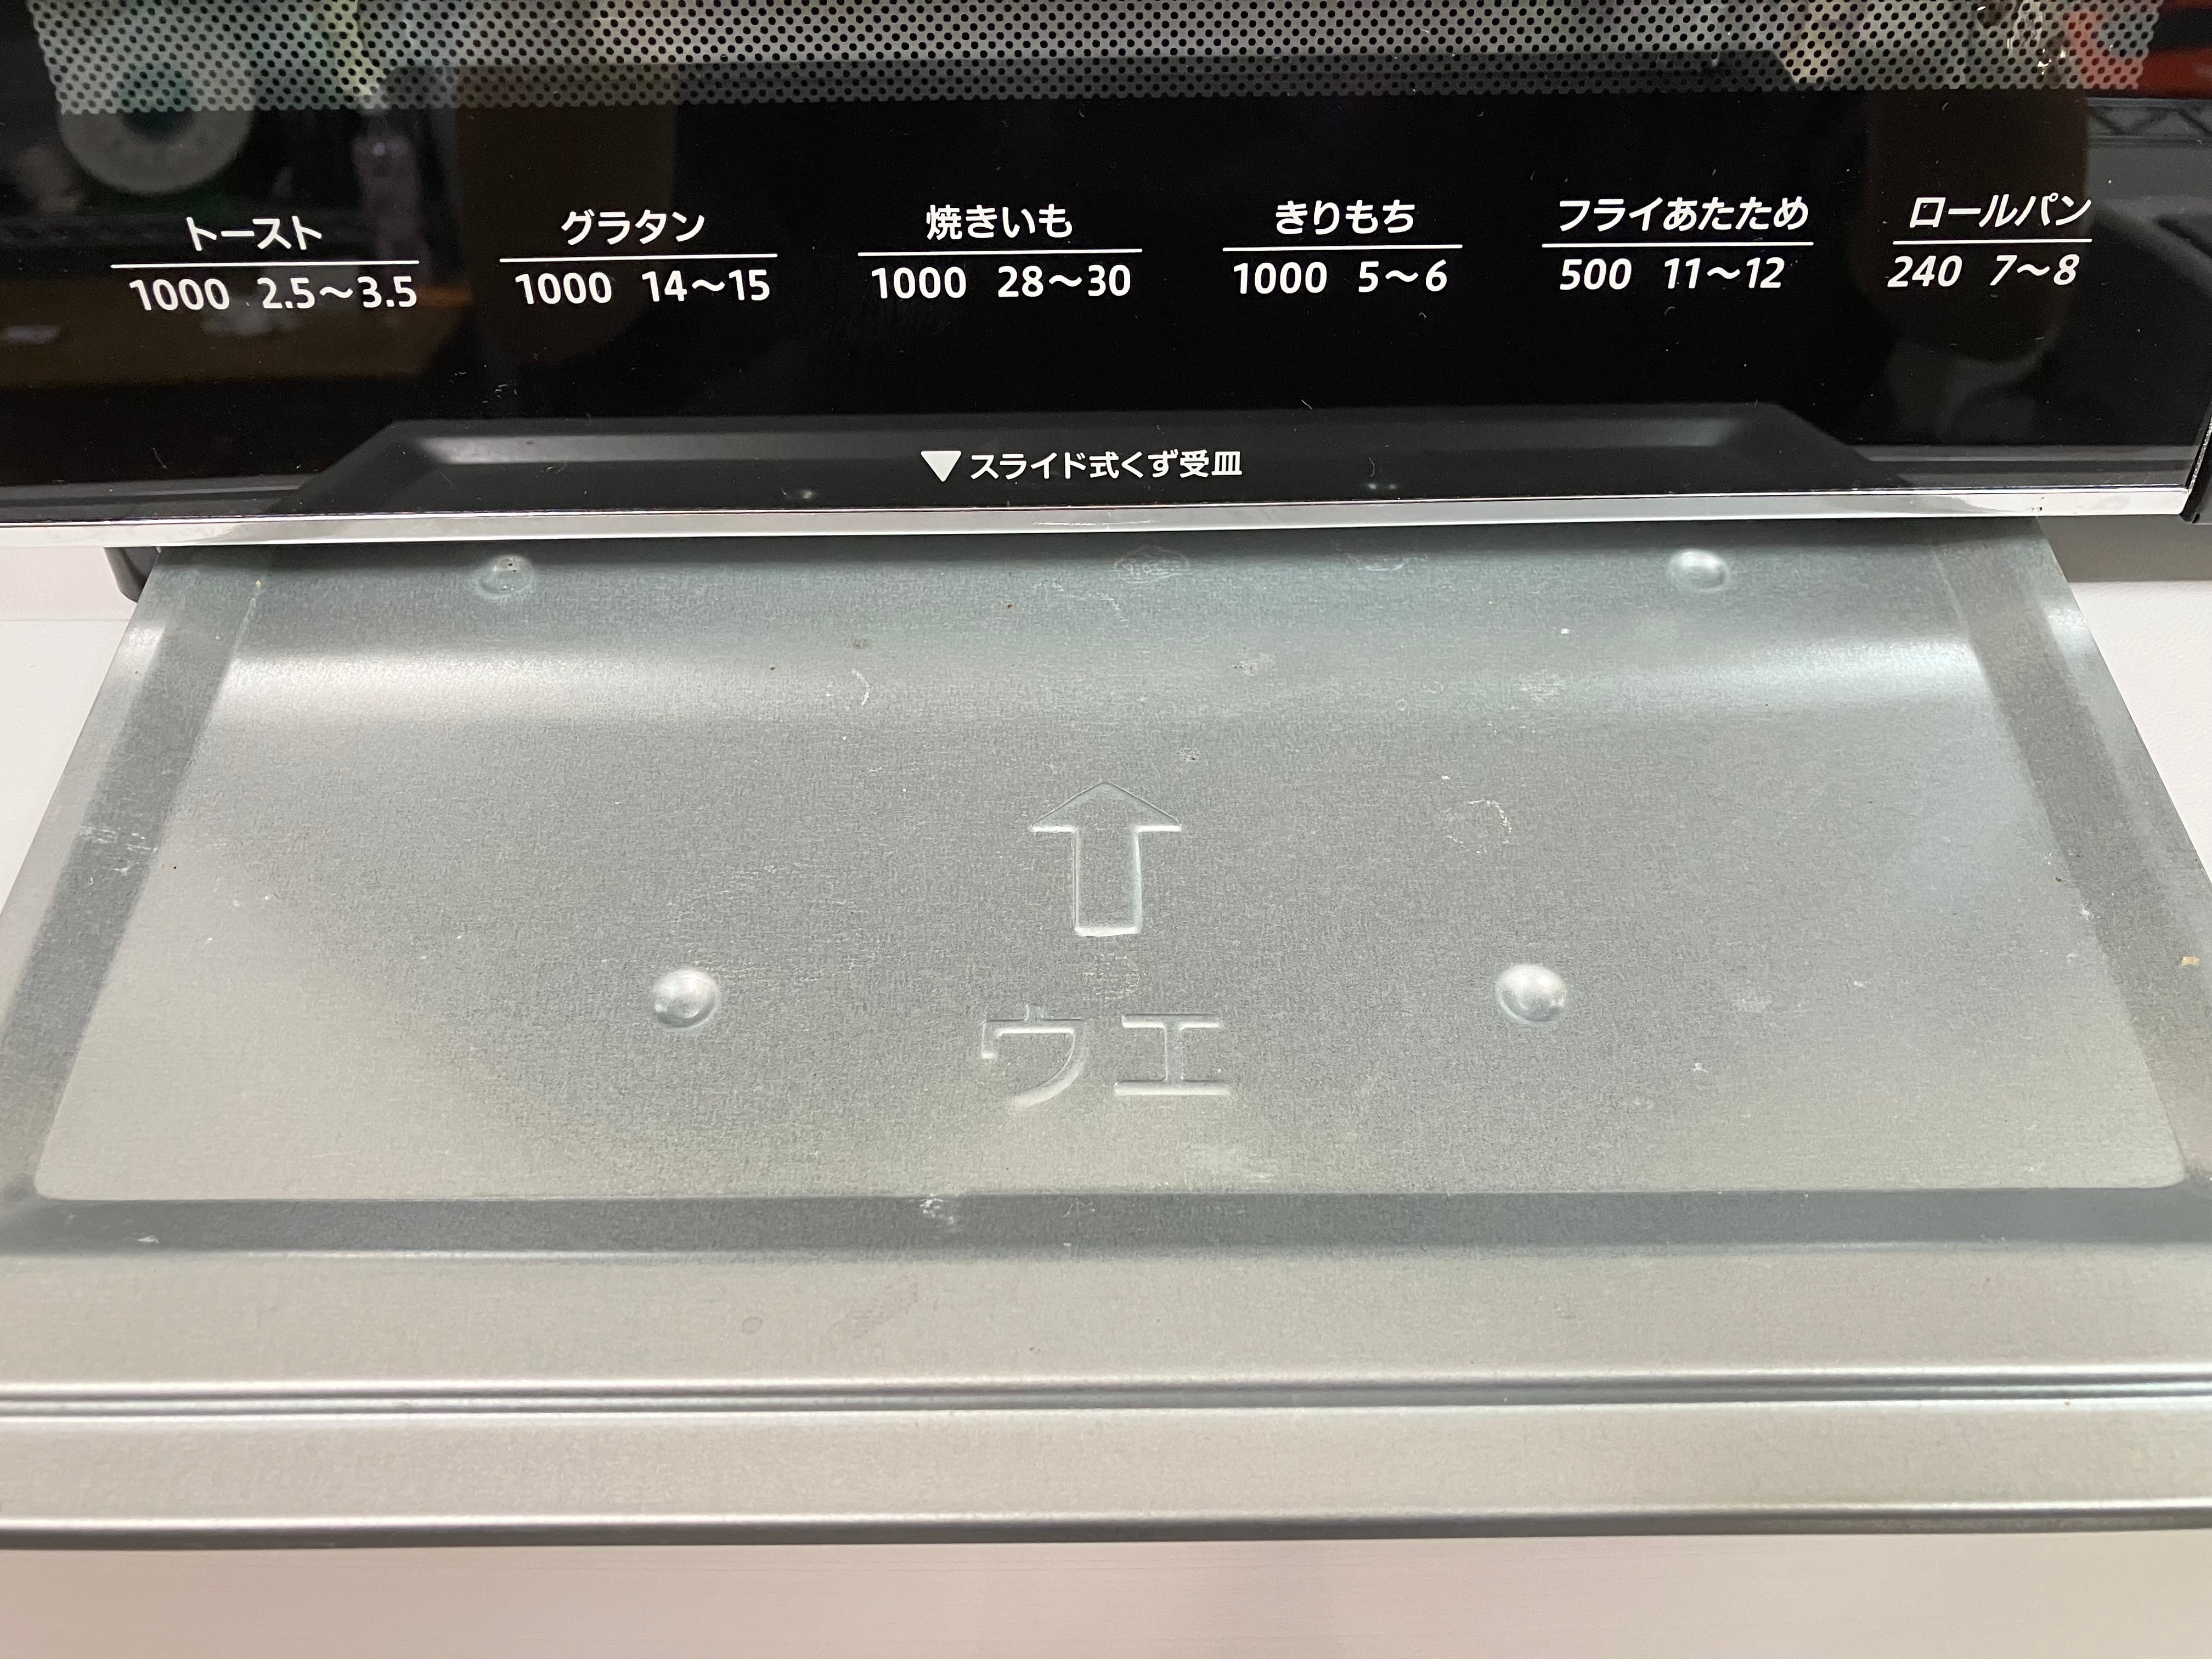 トースト
1000 2.5〜3.5
グラタン
1000 14〜15
焼きいも
1000 28〜30
きりもち
1000 5〜6
フライあたため
500 11〜12
ロールパン
240 7〜8
▼スライド式くず受皿
ウエ